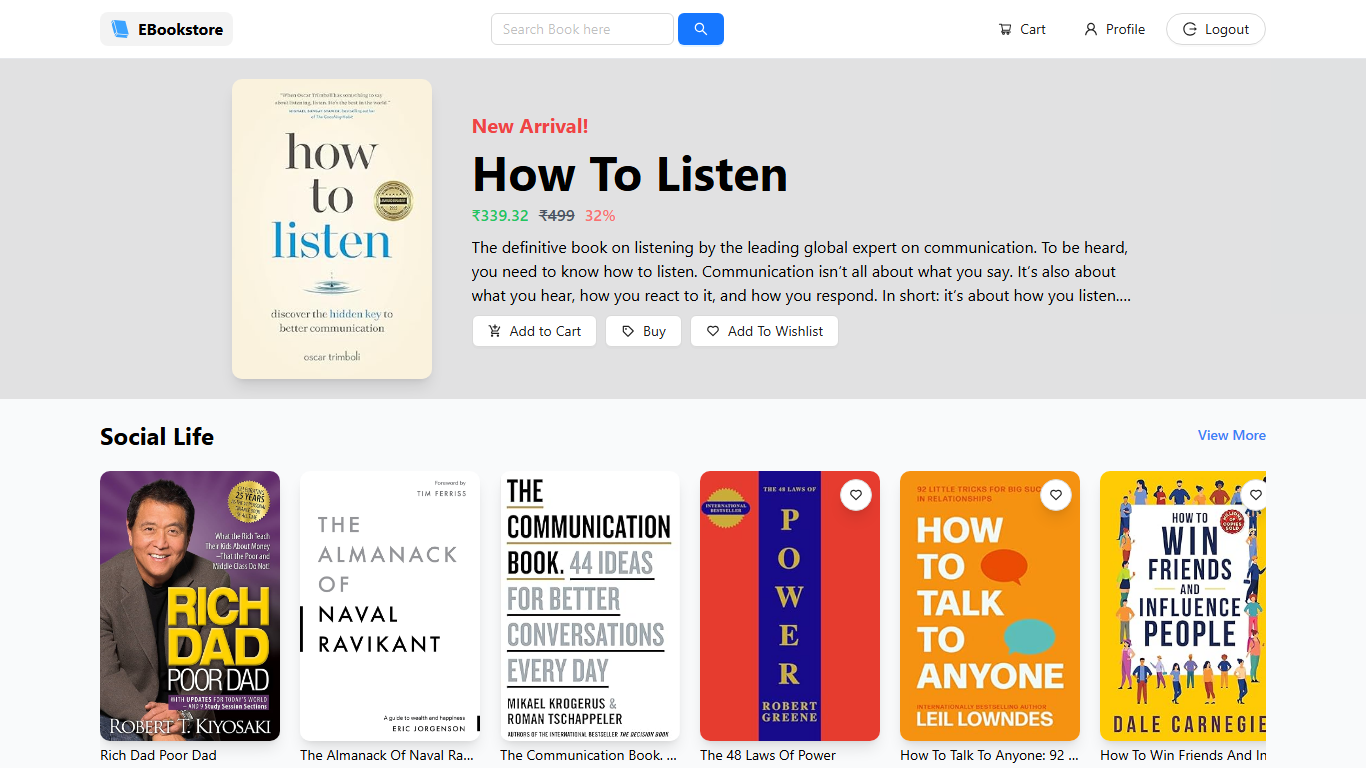 EBookstore
Search Book here
Cart
Profile
Logout
"When Oscar Trimboli has something to say
about listening, listen. He's the best in the world."
how
to
listen
discover the hidden key to
better communication
oscar trimboli
New Arrival!
How To Listen
₹339.32 ₹499 32%
The definitive book on listening by the leading global expert on communication. To be heard,
you need to know how to listen. Communication isn't all about what you say. It's also about
what you hear, how you react to it, and how you respond. In short: it's about how you listen....
Add to Cart
Buy
Add To Wishlist
Social Life
View More
25 YEARS
What the Rich Teach
Their Kids About Money
—That the Poor and
Middle Class Do Not!
RICH
DAD
POOR DAD
WITH UPDATES FOR TODAY'S WORLD
— AND 9 Study Session Sections
ROBERT T. KIYOSAKI
Rich Dad Poor Dad
Foreword by
TIM FERRISS
THE
ALMANACK
OF
NAVAL
RAVIKANT
A guide to wealth and happiness
ERIC JORGENSON
The Almanack Of Naval Ra...
THE
COMMUNICATION
BOOK. 44 IDEAS
FOR BETTER
CONVERSATIONS
EVERY DAY
MIKAEL KROGERUS &
ROMAN TSCHAPPELER
AUTHORS OF THE INTERNATIONAL BESTSELLER THE DECISION BOOK
The Communication Book. ...
INTERNATIONAL
BESTSELLER
THE 48 LAWS OF
POWER
ROBERT
GREENE
The 48 Laws Of Power
92 LITTLE TRICKS FOR BIG SUC
IN RELATIONSHIPS
HOW
TO
TALK
TO
ANYONE
INTERNATIONALLY BESTSELLING AUTHOR
LEIL LOWNDES
How To Talk To Anyone: 92 ...
MILLIONS
OF
COPIES
SOLD
HOW TO
WIN
FRIENDS
AND
INFLUENCE
PEOPLE
DALE CARNEGIE
How To Win Friends And In